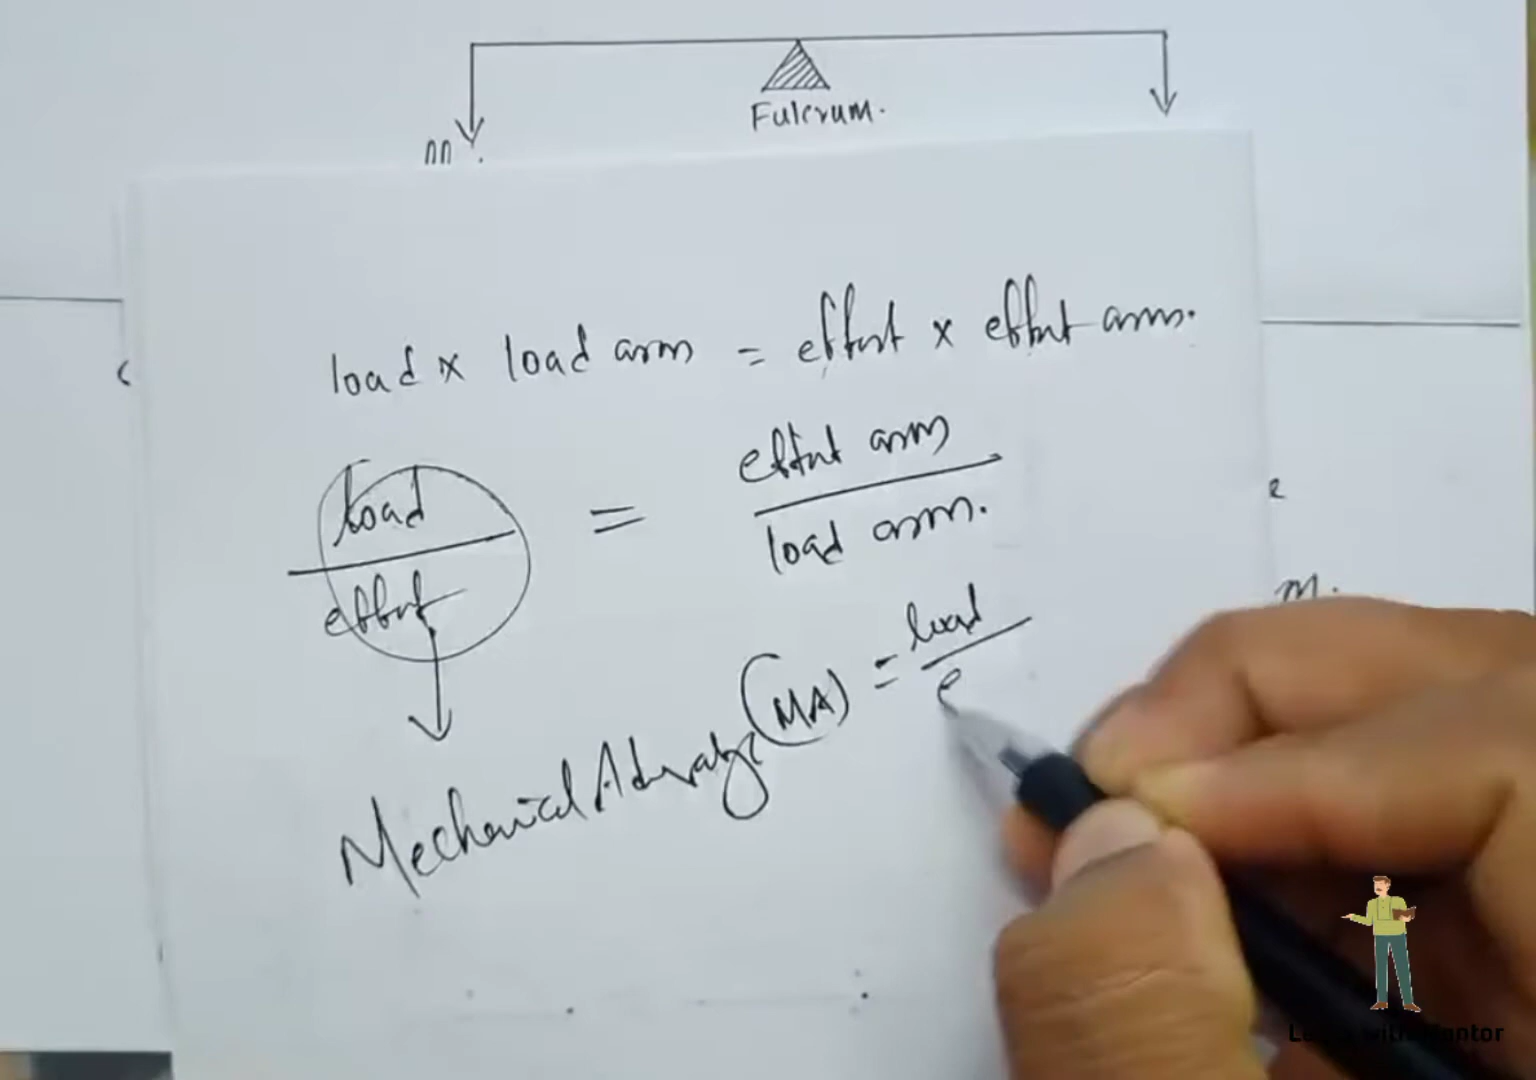 Fulcrum.
load x load arm = effort x effort arm.
load = effort arm
effort load arm.
Mechanical Advantage (MA) = load
e